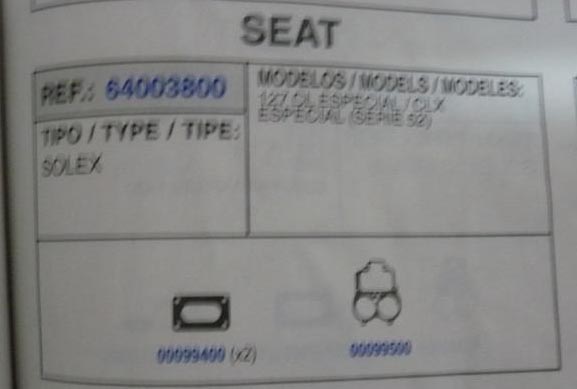 SEAT
REF.: 64003800
MODELOS / MODELS / MODELES:
127 CL ESPECIAL / CLX
ESPECIAL (SERIE 92)
TIPO / TYPE / TIPE:
SOLEX
00099400 (x2)
00099500